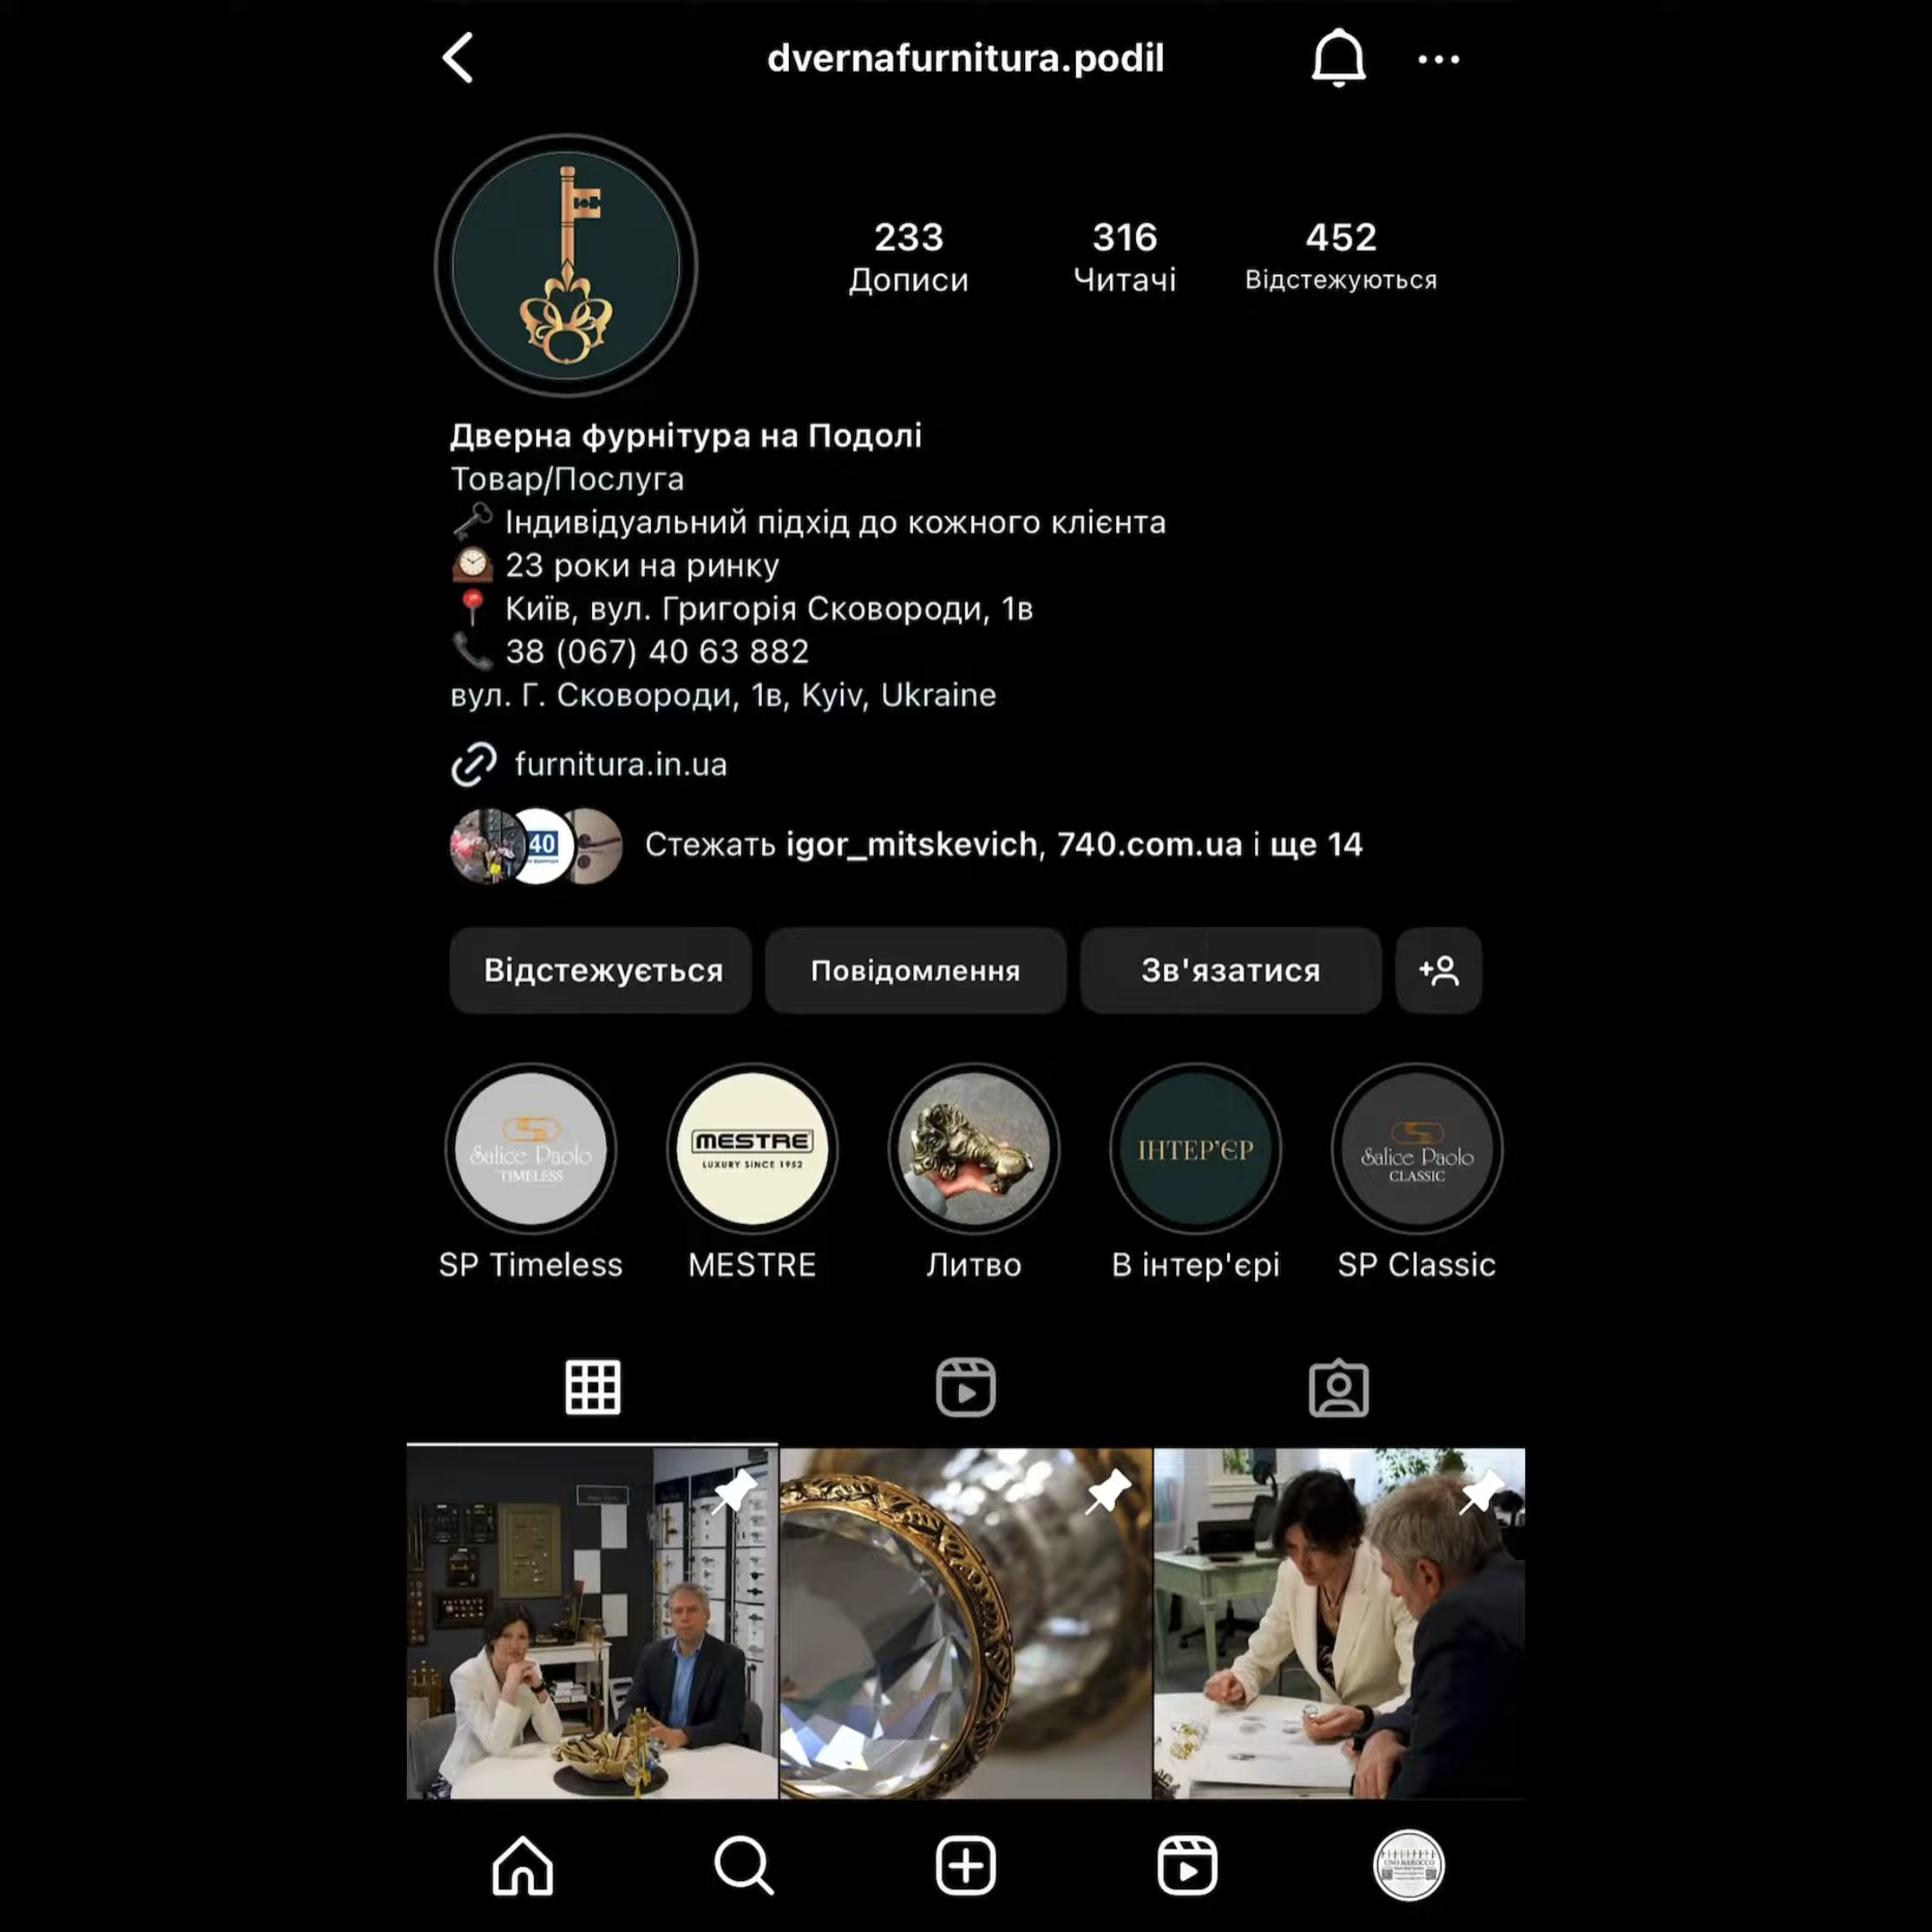 dvernafurnitura.podil
233 316 452
Дописи Читачі Відстежуються
Дверна фурнітура на Подолі
Товар/Послуга
Індивідуальний підхід до кожного клієнта
23 роки на ринку
Київ, вул. Григорія Сковороди, 1в
38 (067) 40 63 882
вул. Г. Сковороди, 1в, Kyiv, Ukraine
furnitura.in.ua
40
Стежать igor_mitskevich, 740.com.ua і ще 14
Відстежується Повідомлення Зв'язатися
Salice Paolo
TIMELESS
MESTRE
LUXURY SINCE 1952
ІНТЕР'ЄР
Salice Paolo
CLASSIC
SP Timeless MESTRE Литво В інтер'єрі SP Classic